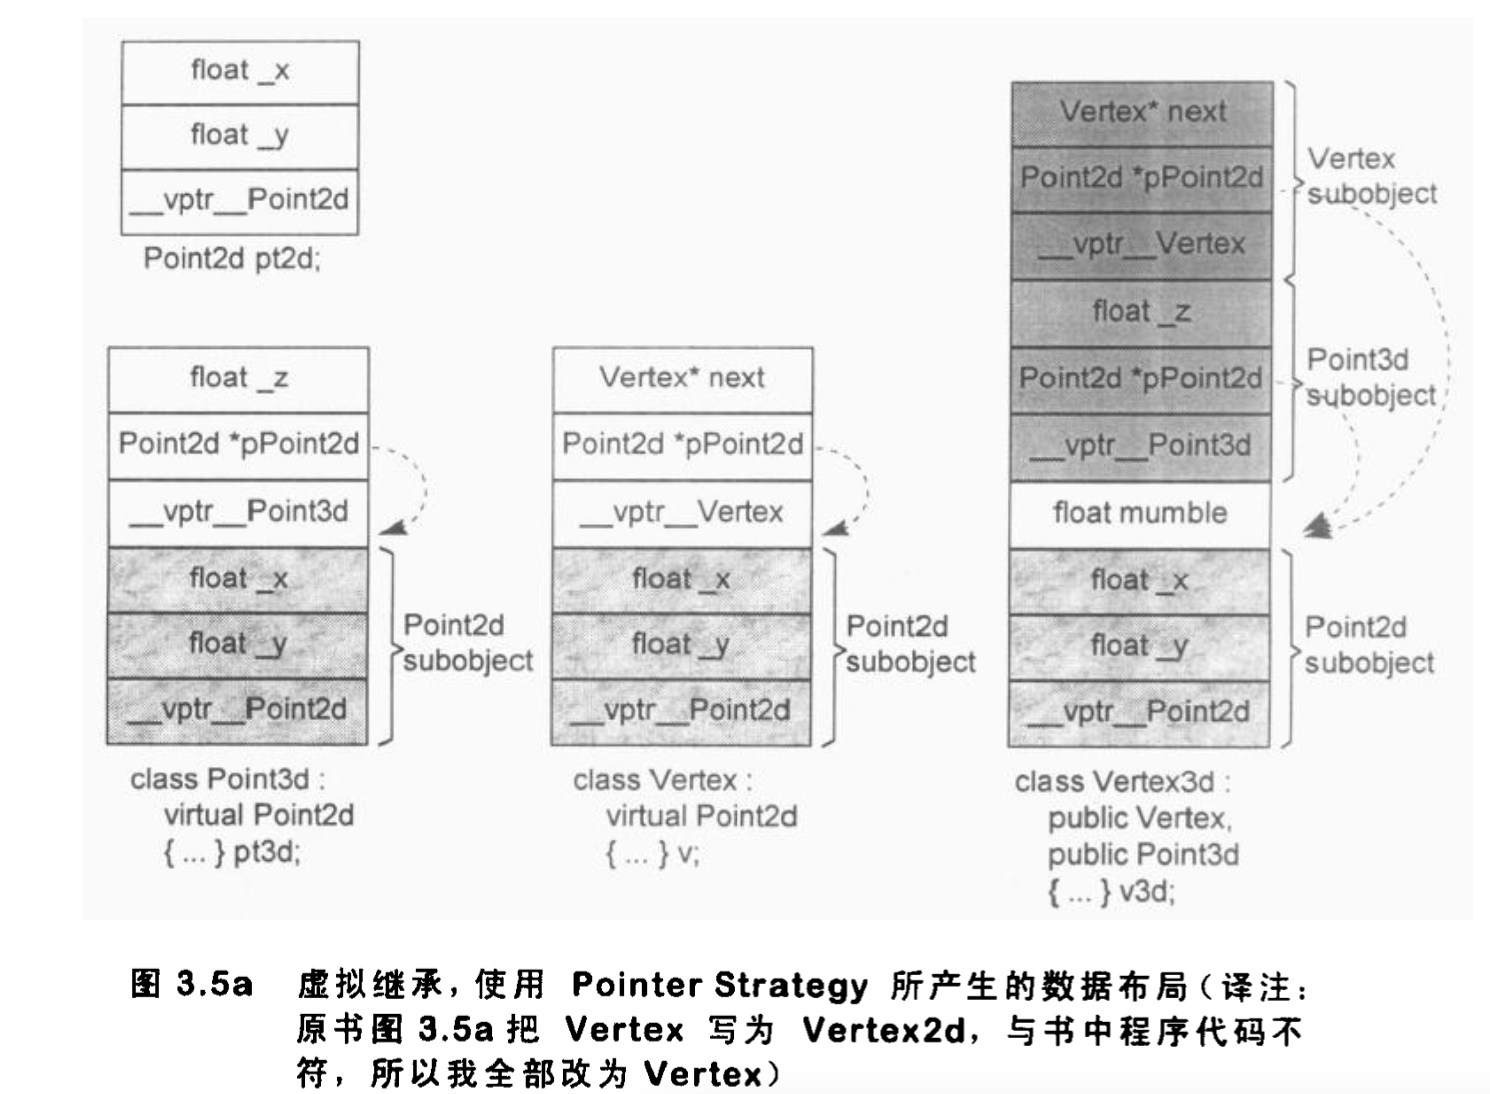 float _x
float _y
__vptr__Point2d
Point2d pt2d;
float _z
Point2d *pPoint2d
__vptr__Point3d
float _x
float _y
__vptr__Point2d
Point2d
subobject
class Point3d :
virtual Point2d
{ ... } pt3d;
Vertex* next
Point2d *pPoint2d
__vptr__Vertex
float _x
float _y
__vptr__Point2d
Point2d
subobject
class Vertex :
virtual Point2d
{ ... } v;
Vertex* next
Point2d *pPoint2d
__vptr__Vertex
Vertex
subobject
float _z
Point2d *pPoint2d
__vptr__Point3d
Point3d
subobject
float mumble
float _x
float _y
__vptr__Point2d
Point2d
subobject
class Vertex3d :
public Vertex,
public Point3d
{ ... } v3d;
图 3.5a 虚拟继承，使用 Pointer Strategy 所产生的数据布局（译注：
原书图 3.5a 把 Vertex 写为 Vertex2d，与书中程序代码不
符，所以我全部改为 Vertex）